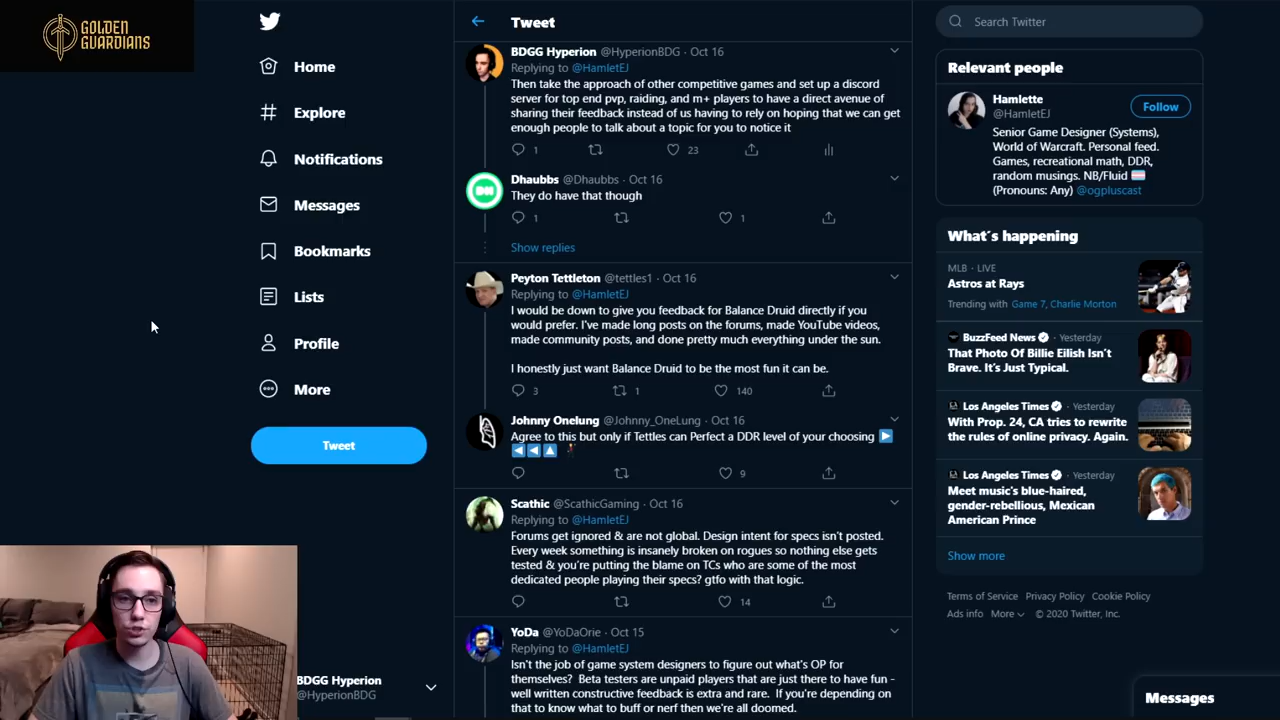 GOLDEN
GUARDIANS
Home
Explore
Notifications
Messages
Bookmarks
Lists
Profile
More
Tweet
BDGG Hyperion
@HyperionBDG
Tweet
BDGG Hyperion @HyperionBDG · Oct 16
Replying to @HamletEJ
Then take the approach of other competitive games and set up a discord
server for top end pvp, raiding, and m+ players to have a direct avenue of
sharing their feedback instead of us having to rely on hoping that we can get
enough people to talk about a topic for you to notice it
1 23
Dhaubbs @Dhaubbs · Oct 16
They do have that though
1 1
Show replies
Peyton Tettleton @tettles1 · Oct 16
Replying to @HamletEJ
I would be down to give you feedback for Balance Druid directly if you
would prefer. I've made long posts on the forums, made YouTube videos,
made community posts, and done pretty much everything under the sun.
I honestly just want Balance Druid to be the most fun it can be.
3 1 140
Johnny Onelung @Johnny_OneLung · Oct 16
Agree to this but only if Tettles can Perfect a DDR level of your choosing ▶️
◀️◀️🔼
9
Scathic @ScathicGaming · Oct 16
Replying to @HamletEJ
Forums get ignored & are not global. Design intent for specs isn't posted.
Every week something is insanely broken on rogues so nothing else gets
tested & you're putting the blame on TCs who are some of the most
dedicated people playing their specs? gtfo with that logic.
14
YoDa @YoDaOrie · Oct 15
Replying to @HamletEJ
Isn't the job of game system designers to figure out what's OP for
themselves? Beta testers are unpaid players that are just there to have fun -
well written constructive feedback is extra and rare. If you're depending on
that to know what to buff or nerf then we're all doomed.
Search Twitter
Relevant people
Hamlette
@HamletEJ
Follow
Senior Game Designer (Systems),
World of Warcraft. Personal feed.
Games, recreational math, DDR,
random musings. NB/Fluid 🏳️‍⚧️
(Pronouns: Any) @ogpluscast
What's happening
MLB · LIVE
Astros at Rays
Trending with Game 7, Charlie Morton
BuzzFeed News · Yesterday
That Photo Of Billie Eilish Isn't
Brave. It's Just Typical.
Los Angeles Times · Yesterday
With Prop. 24, CA tries to rewrite
the rules of online privacy. Again.
Los Angeles Times · Yesterday
Meet music's blue-haired,
gender-rebellious, Mexican
American Prince
Show more
Terms of Service Privacy Policy Cookie Policy
Ads info More © 2020 Twitter, Inc.
Messages